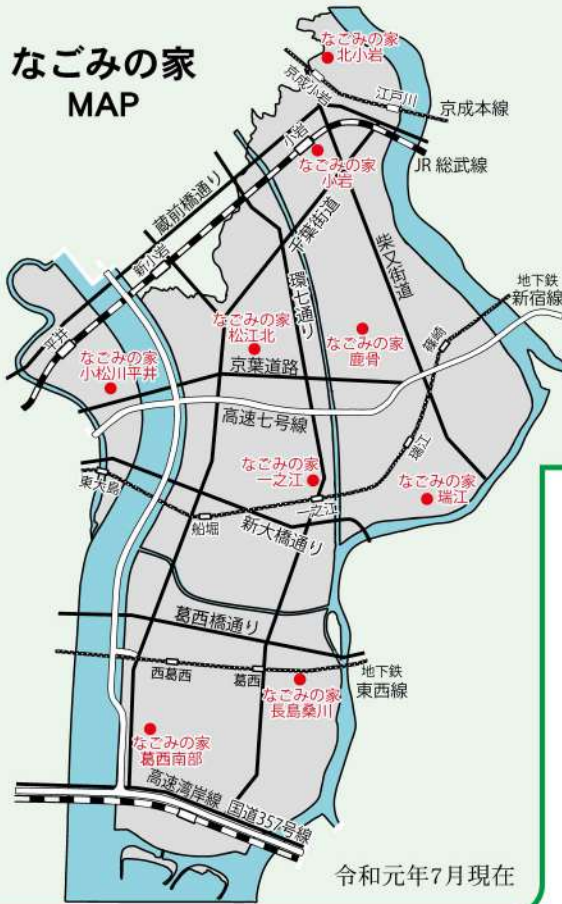 なごみの家
MAP
なごみの家
北小岩
京成小岩
江戸川
京成本線
小岩
なごみの家
小岩
JR 総武線
蔵前橋通り
千葉街道
新小岩
柴又街道
環七通り
地下鉄
新宿線
篠崎
平井
なごみの家
松江北
なごみの家
鹿骨
なごみの家
小松川平井
京葉道路
高速七号線
瑞江
なごみの家
一之江
なごみの家
瑞江
東大島
一之江
船堀
新大橋通り
葛西橋通り
西葛西
葛西
地下鉄
東西線
なごみの家
長島桑川
なごみの家
葛西南部
高速湾岸線 国道357号線
令和元年7月現在